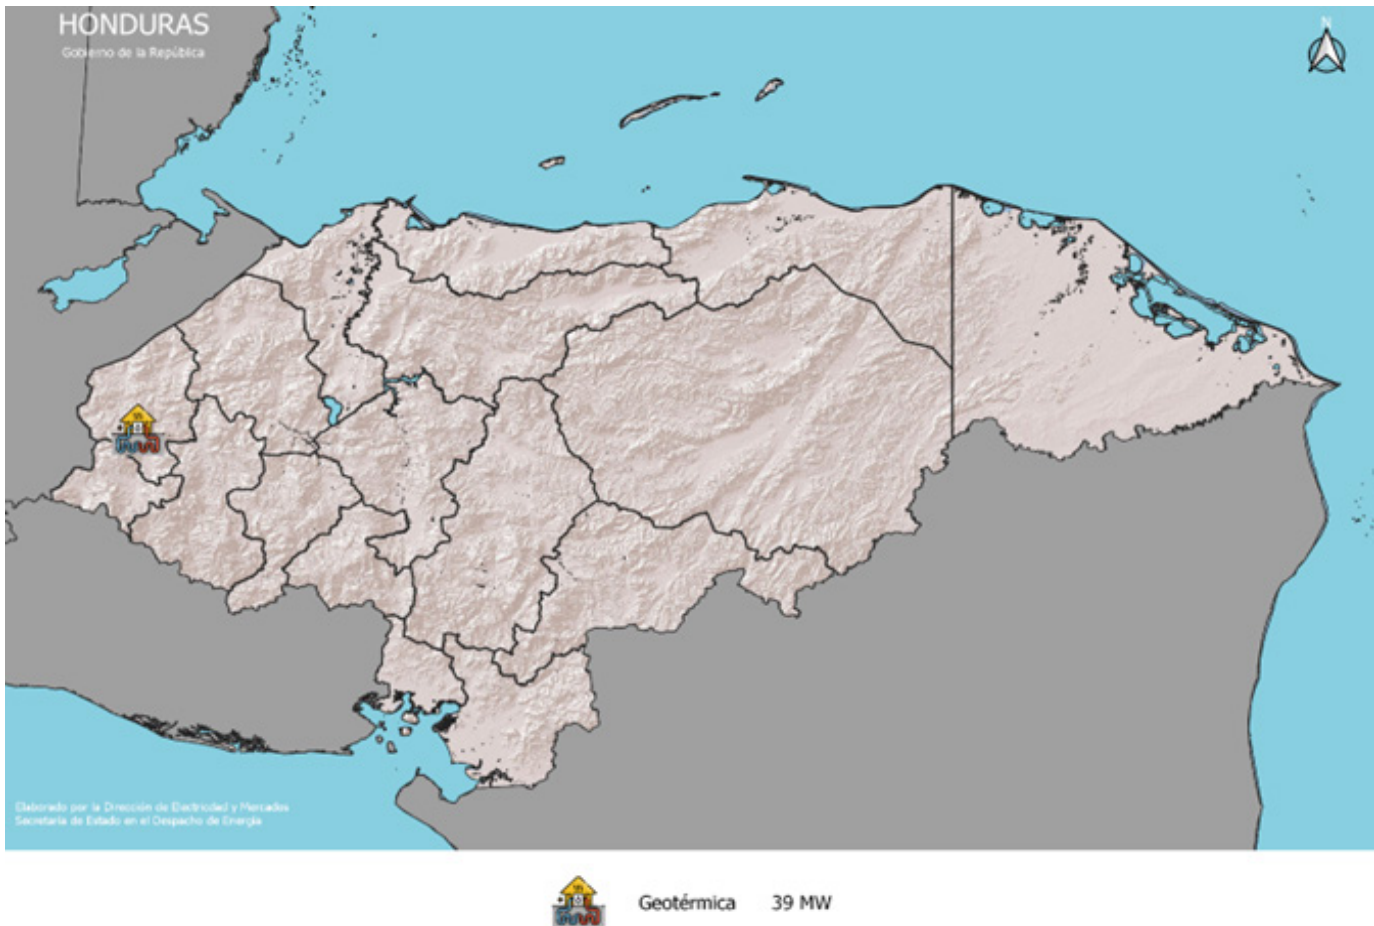 HONDURAS
Gobierno de la República
N
Elaborado por la Dirección de Electricidad y Mercados
Secretaría de Estado en el Despacho de Energía
Geotérmica 39 MW